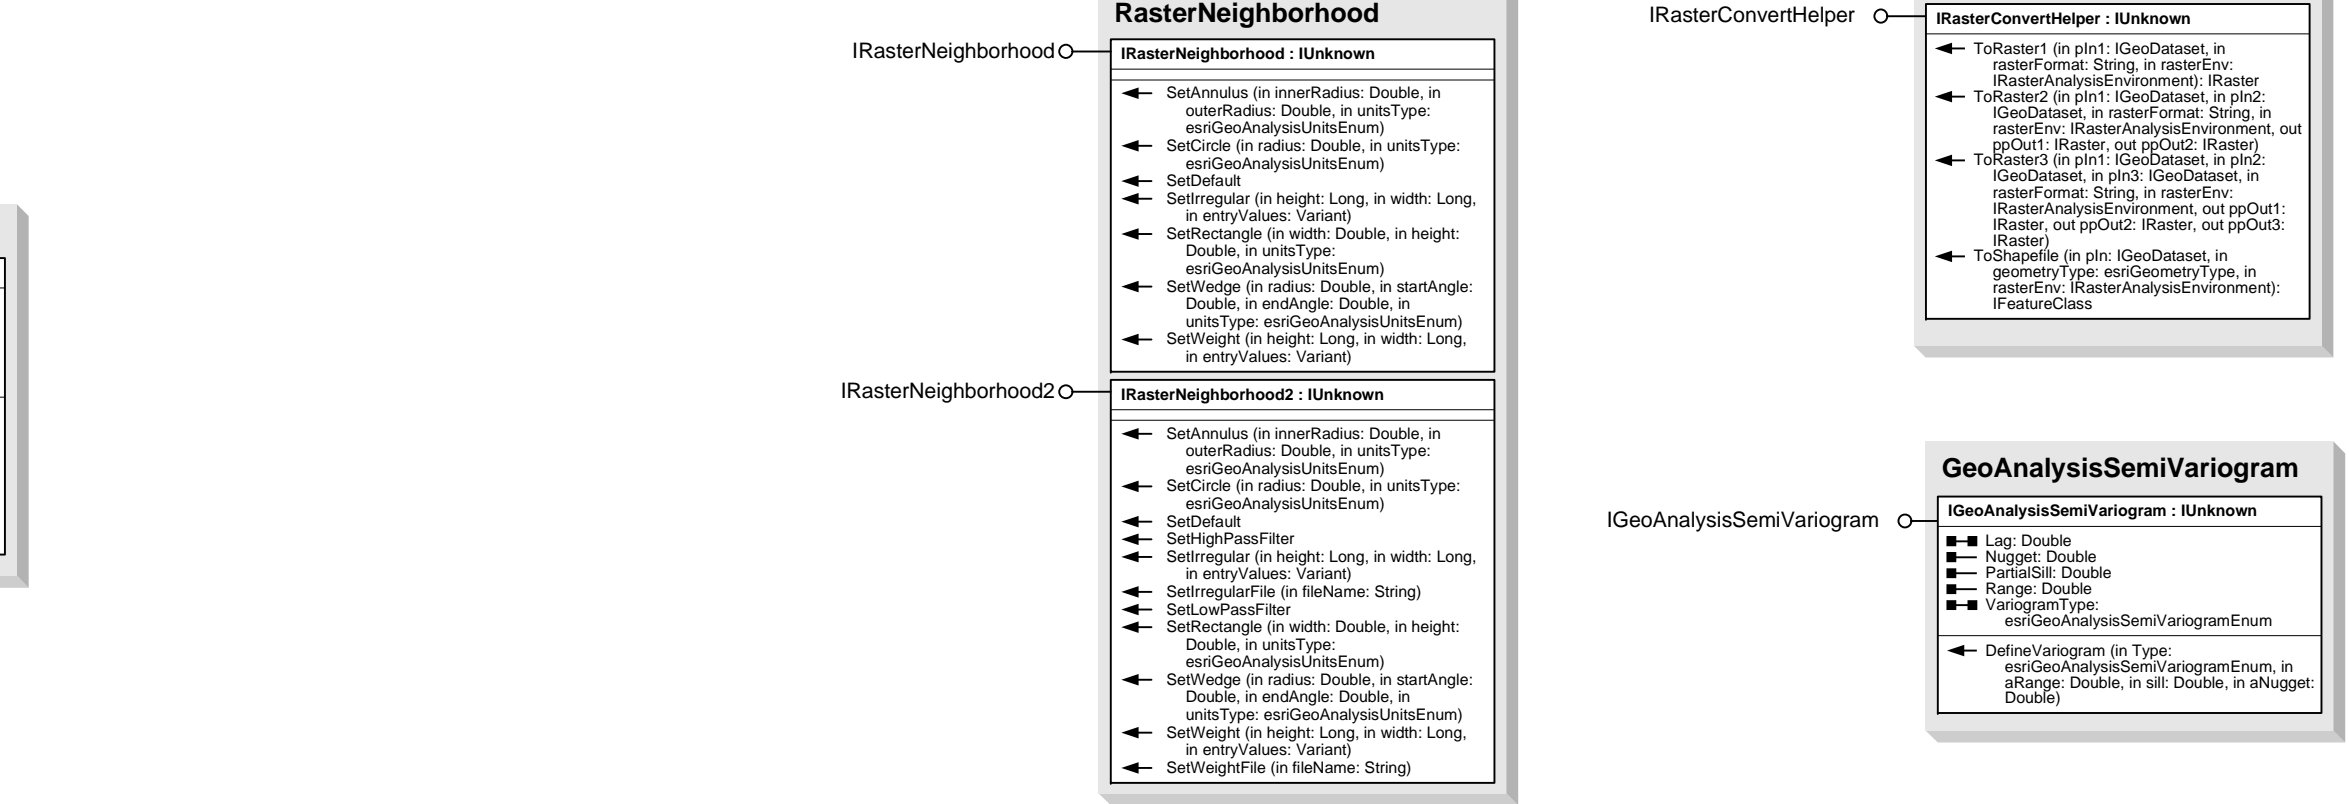 RasterNeighborhood
IRasterNeighborhood
IRasterNeighborhood : IUnknown
SetAnnulus (in innerRadius: Double, in
outerRadius: Double, in unitsType:
esriGeoAnalysisUnitsEnum)
SetCircle (in radius: Double, in unitsType:
esriGeoAnalysisUnitsEnum)
SetDefault
SetIrregular (in height: Long, in width: Long,
in entryValues: Variant)
SetRectangle (in width: Double, in height:
Double, in unitsType:
esriGeoAnalysisUnitsEnum)
SetWedge (in radius: Double, in startAngle:
Double, in endAngle: Double, in
unitsType: esriGeoAnalysisUnitsEnum)
SetWeight (in height: Long, in width: Long,
in entryValues: Variant)
IRasterNeighborhood2
IRasterNeighborhood2 : IUnknown
SetAnnulus (in innerRadius: Double, in
outerRadius: Double, in unitsType:
esriGeoAnalysisUnitsEnum)
SetCircle (in radius: Double, in unitsType:
esriGeoAnalysisUnitsEnum)
SetDefault
SetHighPassFilter
SetIrregular (in height: Long, in width: Long,
in entryValues: Variant)
SetIrregularFile (in fileName: String)
SetLowPassFilter
SetRectangle (in width: Double, in height:
Double, in unitsType:
esriGeoAnalysisUnitsEnum)
SetWedge (in radius: Double, in startAngle:
Double, in endAngle: Double, in
unitsType: esriGeoAnalysisUnitsEnum)
SetWeight (in height: Long, in width: Long,
in entryValues: Variant)
SetWeightFile (in fileName: String)
IRasterConvertHelper
IRasterConvertHelper : IUnknown
ToRaster1 (in pIn1: IGeoDataset, in
rasterFormat: String, in rasterEnv:
IRasterAnalysisEnvironment): IRaster
ToRaster2 (in pIn1: IGeoDataset, in pIn2:
IGeoDataset, in rasterFormat: String, in
rasterEnv: IRasterAnalysisEnvironment, out
ppOut1: IRaster, out ppOut2: IRaster)
ToRaster3 (in pIn1: IGeoDataset, in pIn2:
IGeoDataset, in pIn3: IGeoDataset, in
rasterFormat: String, in rasterEnv:
IRasterAnalysisEnvironment, out ppOut1:
IRaster, out ppOut2: IRaster, out ppOut3:
IRaster)
ToShapefile (in pIn: IGeoDataset, in
geometryType: esriGeometryType, in
rasterEnv: IRasterAnalysisEnvironment):
IFeatureClass
GeoAnalysisSemiVariogram
IGeoAnalysisSemiVariogram
IGeoAnalysisSemiVariogram : IUnknown
Lag: Double
Nugget: Double
PartialSill: Double
Range: Double
VariogramType:
esriGeoAnalysisSemiVariogramEnum
DefineVariogram (in Type:
esriGeoAnalysisSemiVariogramEnum, in
aRange: Double, in sill: Double, in aNugget:
Double)